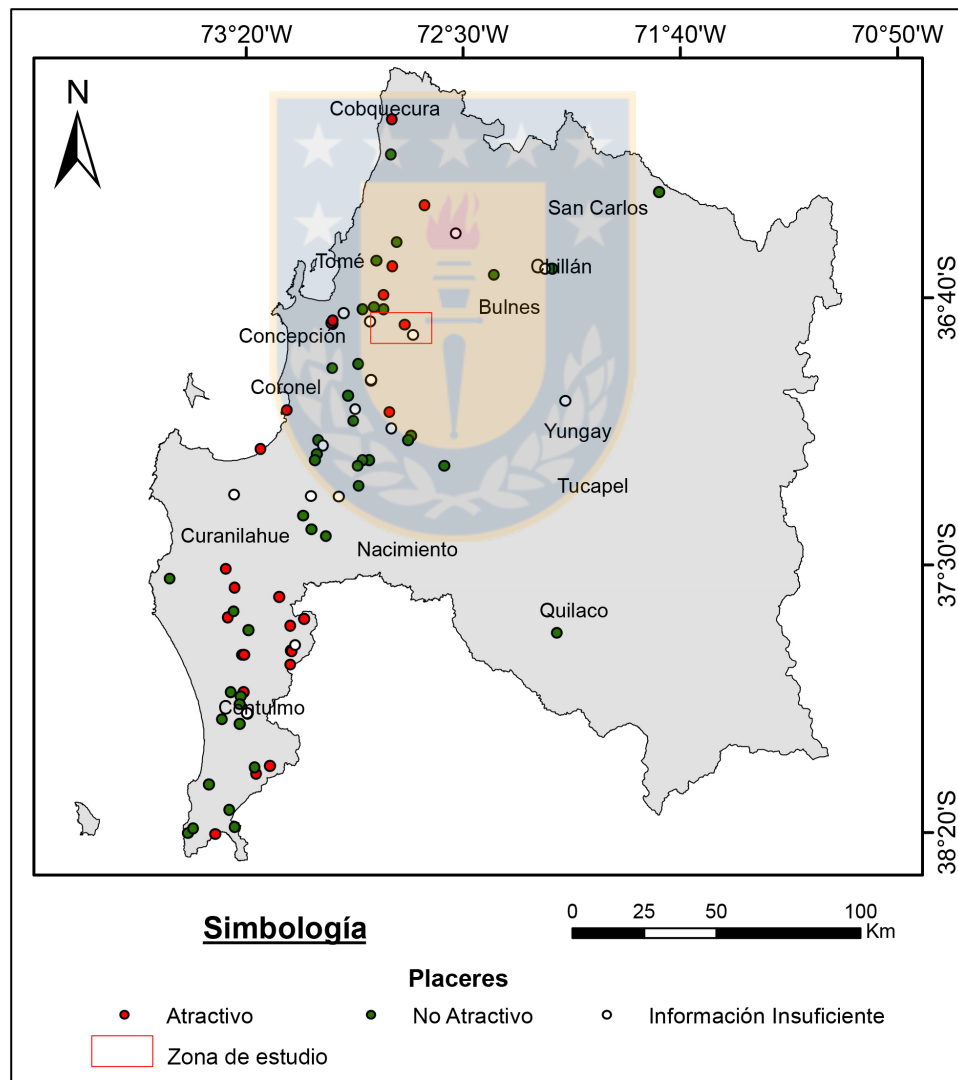 73°20'W 72°30'W 71°40'W 70°50'W
N
Cobquecura
San Carlos
Tomé
Chillán
36°40'S
Bulnes
Concepción
Coronel
Yungay
Tucapel
Curanilahue
Nacimiento
37°30'S
Quilaco
Contulmo
38°20'S
Simbología
0 25 50 100
Km
Placeres
Atractivo No Atractivo Información Insuficiente
Zona de estudio